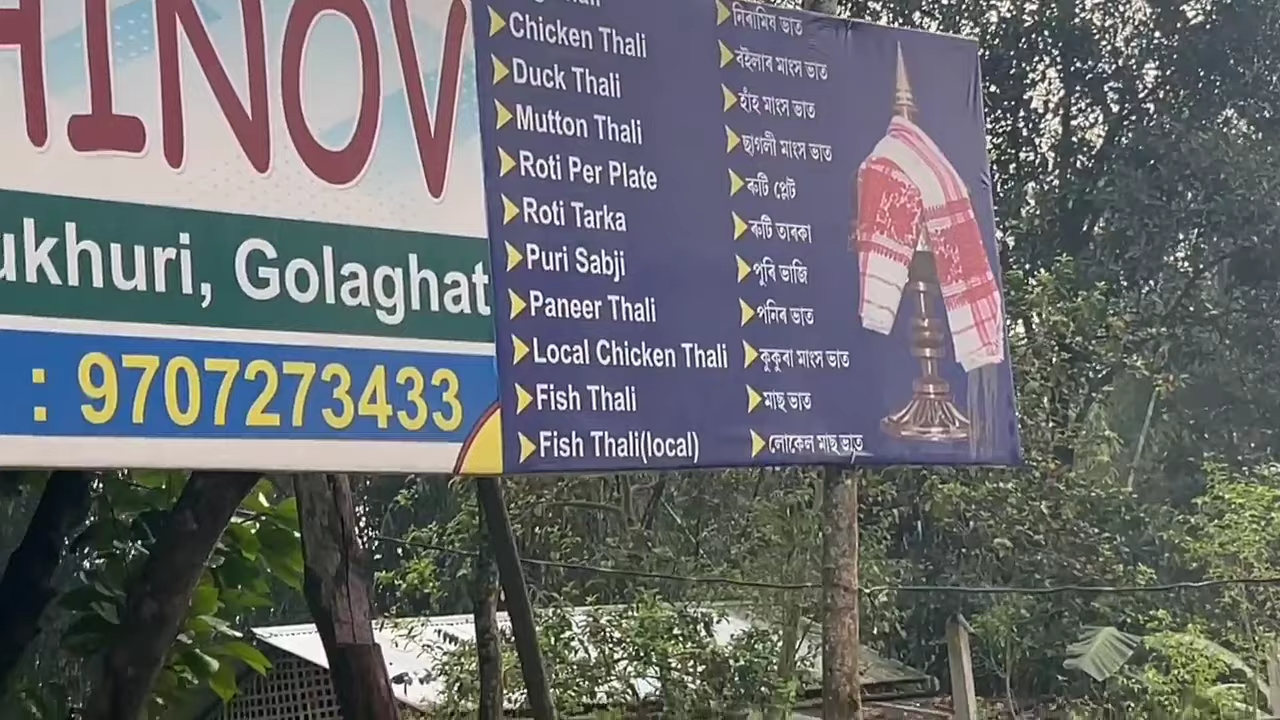 HINOV
ukhuri, Golaghat
: 9707273433
Thali
Chicken Thali
Duck Thali
Mutton Thali
Roti Per Plate
Roti Tarka
Puri Sabji
Paneer Thali
Local Chicken Thali
Fish Thali
Fish Thali(local)
নিৰামিষ ভাত
বইলাৰ মাংস ভাত
হাঁহ মাংস ভাত
ছাগলী মাংস ভাত
ৰুটি প্লেট
ৰুটি তাৰকা
পুৰি ভাজি
পনিৰ ভাত
কুকুৰা মাংস ভাত
মাছ ভাত
লোকেল মাছ ভাত